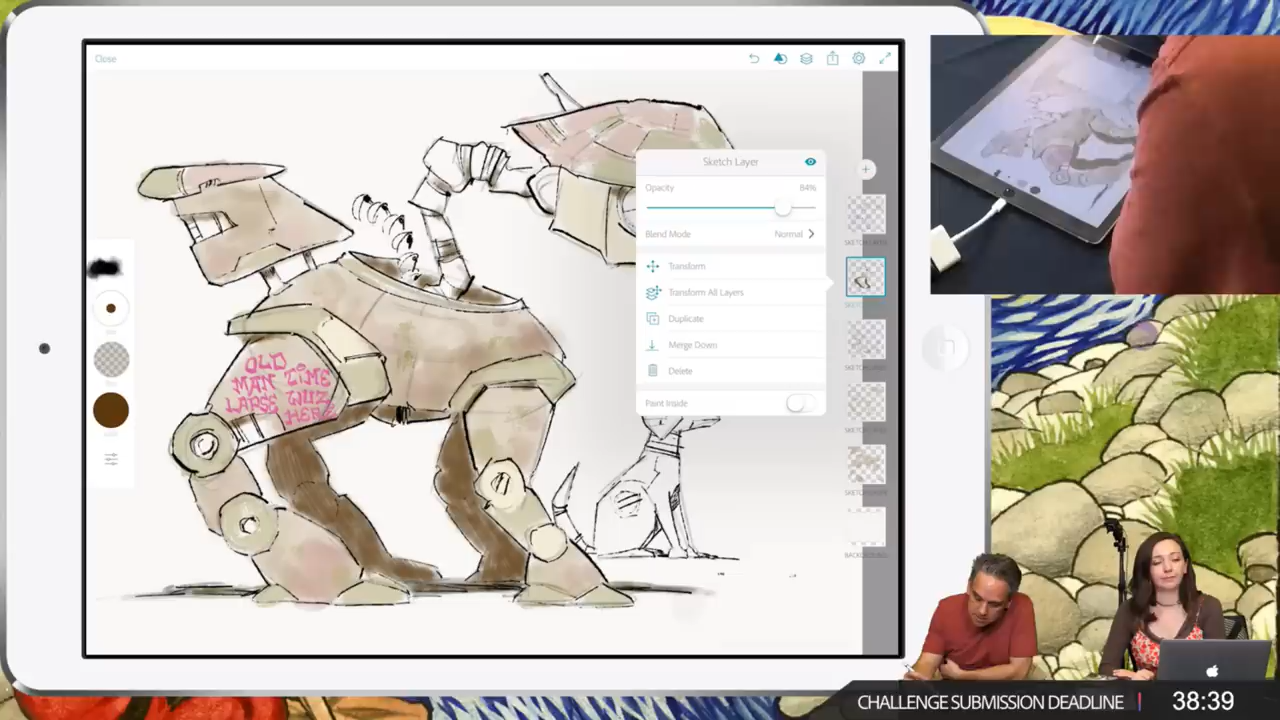 Close
Sketch Layer
Opacity 84%
Blend Mode Normal
Transform
Transform All Layers
Duplicate
Merge Down
Delete
Paint Inside
OLD
MAN TIME
LAPSE WUZ
HERE
CHALLENGE SUBMISSION DEADLINE | 38:39